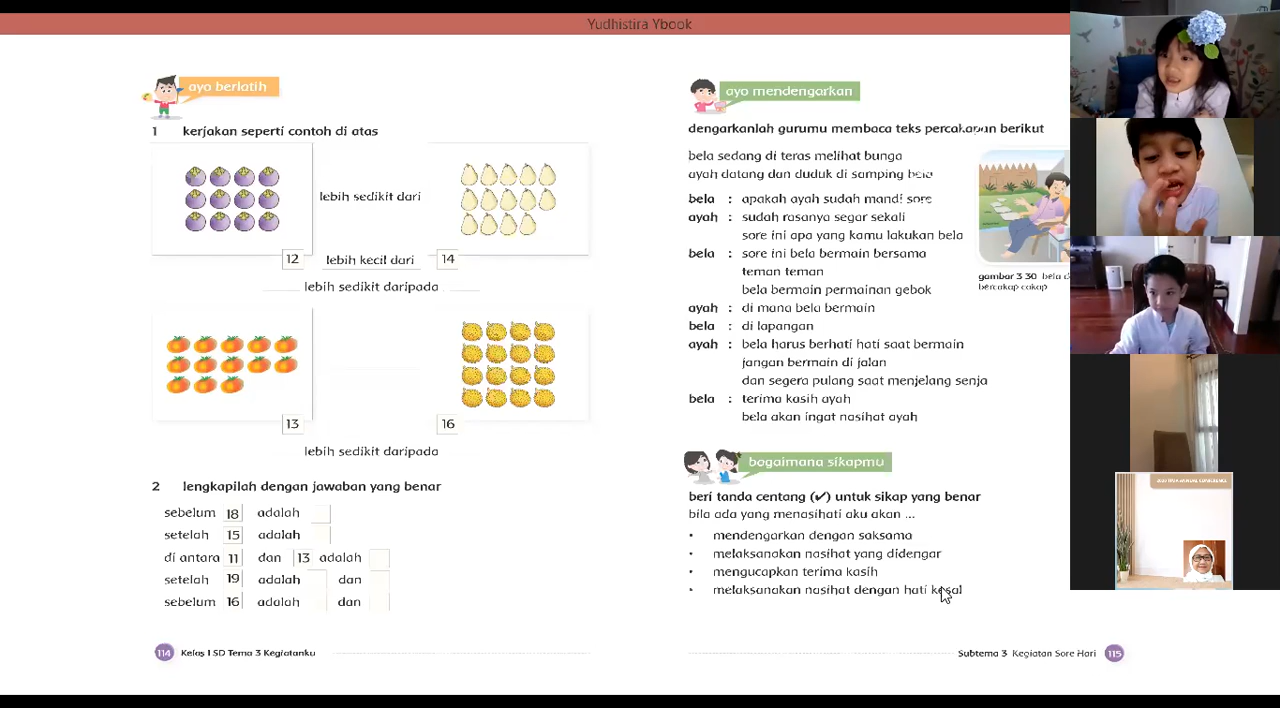 Yudhistira Ybook
ayo berlatih
1 kerjakan seperti contoh di atas
lebih sedikit dari
12 lebih kecil dari 14
lebih sedikit daripada
13 16
lebih sedikit daripada
2 lengkapilah dengan jawaban yang benar
sebelum 18 adalah
setelah 15 adalah
di antara 11 dan 13 adalah
setelah 19 adalah dan
sebelum 16 adalah dan
114 Kelas I SD Tema 3 Kegiatanku
ayo mendengarkan
dengarkanlah gurumu membaca teks percakapan berikut
bela sedang di teras melihat bunga
ayah datang dan duduk di samping bela
bela : apakah ayah sudah mandi sore
ayah : sudah rasanya segar sekali
sore ini apa yang kamu lakukan bela
bela : sore ini bela bermain bersama
teman teman
bela bermain permainan gebok
ayah : di mana bela bermain
bela : di lapangan
ayah : bela harus berhati hati saat bermain
jangan bermain di jalan
dan segera pulang saat menjelang senja
bela : terima kasih ayah
bela akan ingat nasihat ayah
gambar 3 30 bela d
bercakap cakap
bagaimana sikapmu
beri tanda centang (✔) untuk sikap yang benar
bila ada yang menasihati aku akan ...
• mendengarkan dengan saksama
• melaksanakan nasihat yang didengar
• mengucapkan terima kasih
• melaksanakan nasihat dengan hati kesal
Subtema 3 Kegiatan Sore Hari 115